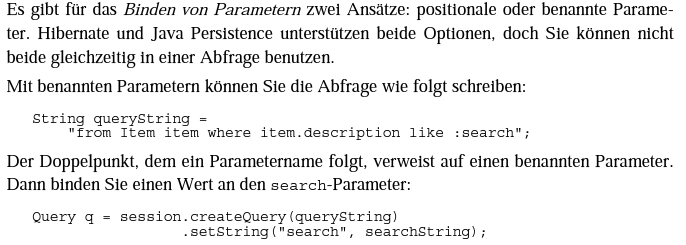 Es gibt für das Binden von Parametern zwei Ansätze: positionale oder benannte Parame-
ter. Hibernate und Java Persistence unterstützen beide Optionen, doch Sie können nicht
beide gleichzeitig in einer Abfrage benutzen.
Mit benannten Parametern können Sie die Abfrage wie folgt schreiben:
String queryString =
"from Item item where item.description like :search";
Der Doppelpunkt, dem ein Parametername folgt, verweist auf einen benannten Parameter.
Dann binden Sie einen Wert an den search-Parameter:
Query q = session.createQuery(queryString)
.setString("search", searchString);